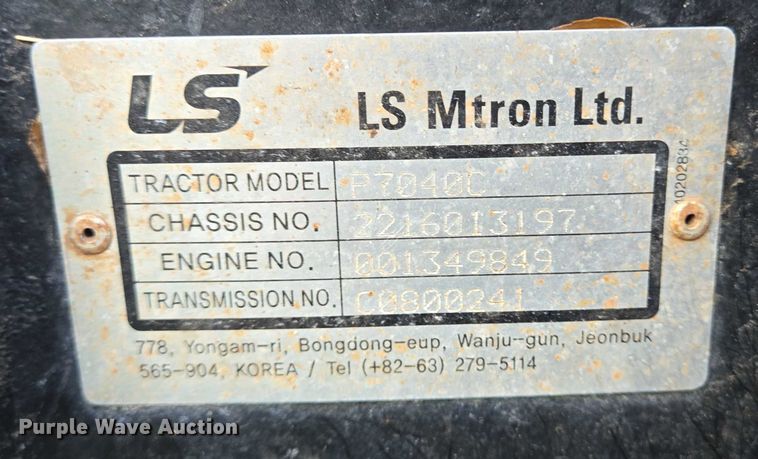 LS LS Mtron Ltd.
TRACTOR MODEL P7040C
CHASSIS NO. 2216013197
ENGINE NO. 001349849
TRANSMISSION NO. C0800241
778, Yongam-ri, Bongdong-eup, Wanju-gun, Jeonbuk
565-904, KOREA / Tel (+82-63) 279-5114
40202834
Purple Wave Auction